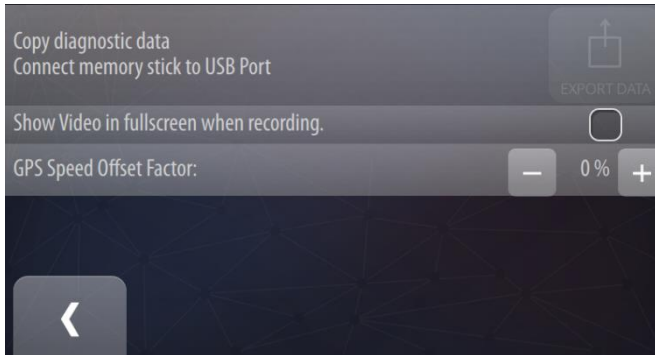 Copy diagnostic data
Connect memory stick to USB Port
EXPORT DATA
Show Video in fullscreen when recording.
GPS Speed Offset Factor:
− 0 % +